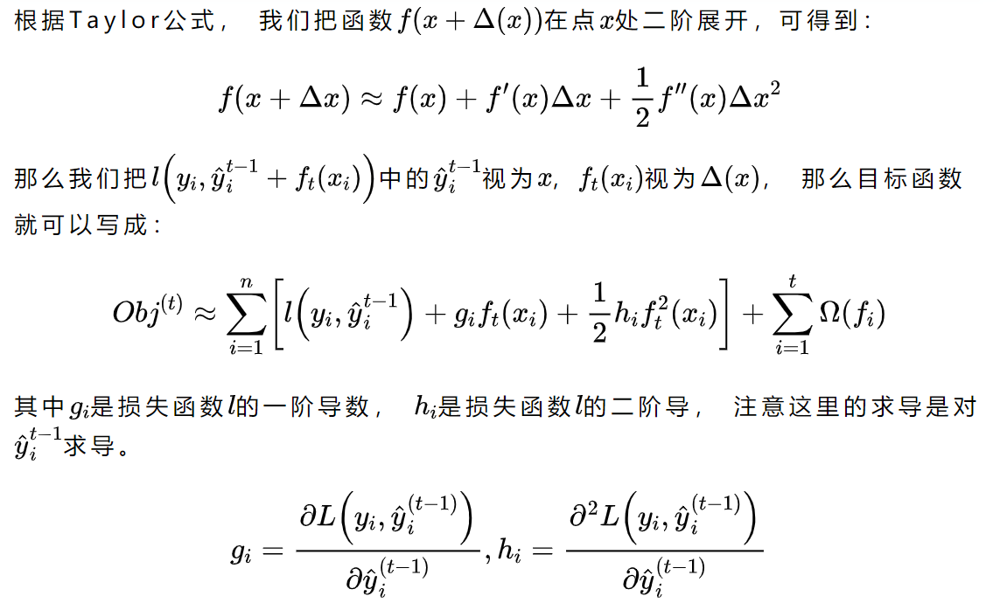 根据Taylor公式， 我们把函数$f(x+\Delta(x))$在点$x$处二阶展开，可得到：
$$f(x+\Delta x)\approx f(x)+f'(x)\Delta x+\frac{1}{2}f''(x)\Delta x^2$$
那么我们把$l\left(y_i,\hat{y}_i^{t-1}+f_t(x_i)\right)$中的$\hat{y}_i^{t-1}$视为$x$，$f_t(x_i)$视为$\Delta(x)$， 那么目标函数
就可以写成：
$$Obj^{(t)}\approx\sum_{i=1}^{n}\left[l\left(y_i,\hat{y}_i^{t-1}\right)+g_if_t(x_i)+\frac{1}{2}h_if_t^2(x_i)\right]+\sum_{i=1}^{t}\Omega(f_i)$$
其中$g_i$是损失函数$l$的一阶导数， $h_i$是损失函数$l$的二阶导， 注意这里的求导是对
$\hat{y}_i^{t-1}$求导。
$$g_i=\frac{\partial L\left(y_i,\hat{y}_i^{(t-1)}\right)}{\partial\hat{y}_i^{(t-1)}},h_i=\frac{\partial^2L\left(y_i,\hat{y}_i^{(t-1)}\right)}{\partial\hat{y}_i^{(t-1)}}$$